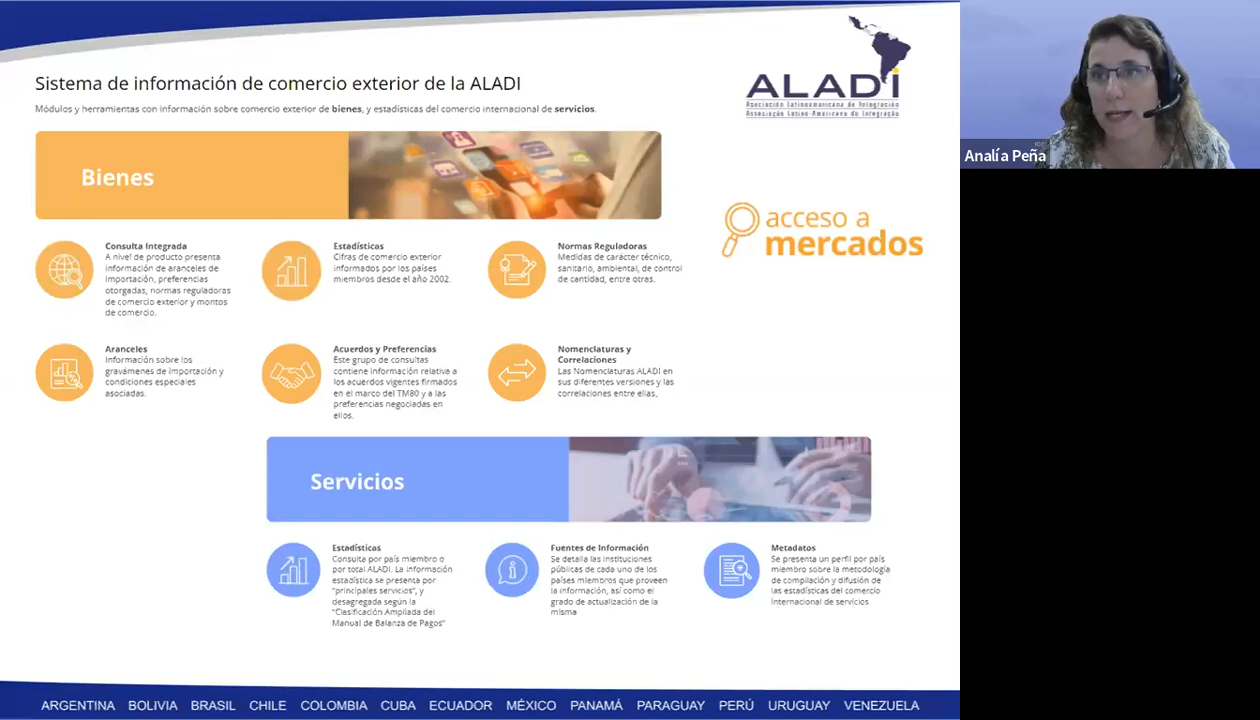 Sistema de información de comercio exterior de la ALADI
Módulos y herramientas con información sobre comercio exterior de bienes, y estadísticas del comercio internacional de servicios.
ALADI
Asociación Latinoamericana de Integración
Associação Latino-Americana de Integração
Analía Peña
Bienes
acceso a
mercados
Consulta Integrada
A nivel de producto presenta
información de aranceles de
importación, preferencias
otorgadas, normas reguladoras
de comercio exterior y montos
de comercio.
Estadísticas
Cifras de comercio exterior
informados por los países
miembros desde el año 2002.
Normas Reguladoras
Medidas de carácter técnico,
sanitario, ambiental, de control
de cantidad, entre otras.
Aranceles
Información sobre los
gravámenes de importación y
condiciones especiales
asociadas.
Acuerdos y Preferencias
Este grupo de consultas
contiene información relativa a
los acuerdos vigentes firmados
en el marco del TM80 y a las
preferencias negociadas en
ellos.
Nomenclaturas y
Correlaciones
Las Nomenclaturas ALADI en
sus diferentes versiones y las
correlaciones entre ellas.
Servicios
Estadísticas
Consulta por país miembro o
por total ALADI. La información
estadística se presenta por
"principales servicios", y
desagregada según la
"Clasificación Ampliada del
Manual de Balanza de Pagos"
Fuentes de Información
Se detalla las instituciones
públicas de cada uno de los
países miembros que proveen
la información, así como el
grado de actualización de la
misma
Metadatos
Se presenta un perfil por país
miembro sobre la metodología
de compilación y difusión de
las estadísticas del comercio
internacional de servicios
ARGENTINA BOLIVIA BRASIL CHILE COLOMBIA CUBA ECUADOR MÉXICO PANAMÁ PARAGUAY PERÚ URUGUAY VENEZUELA